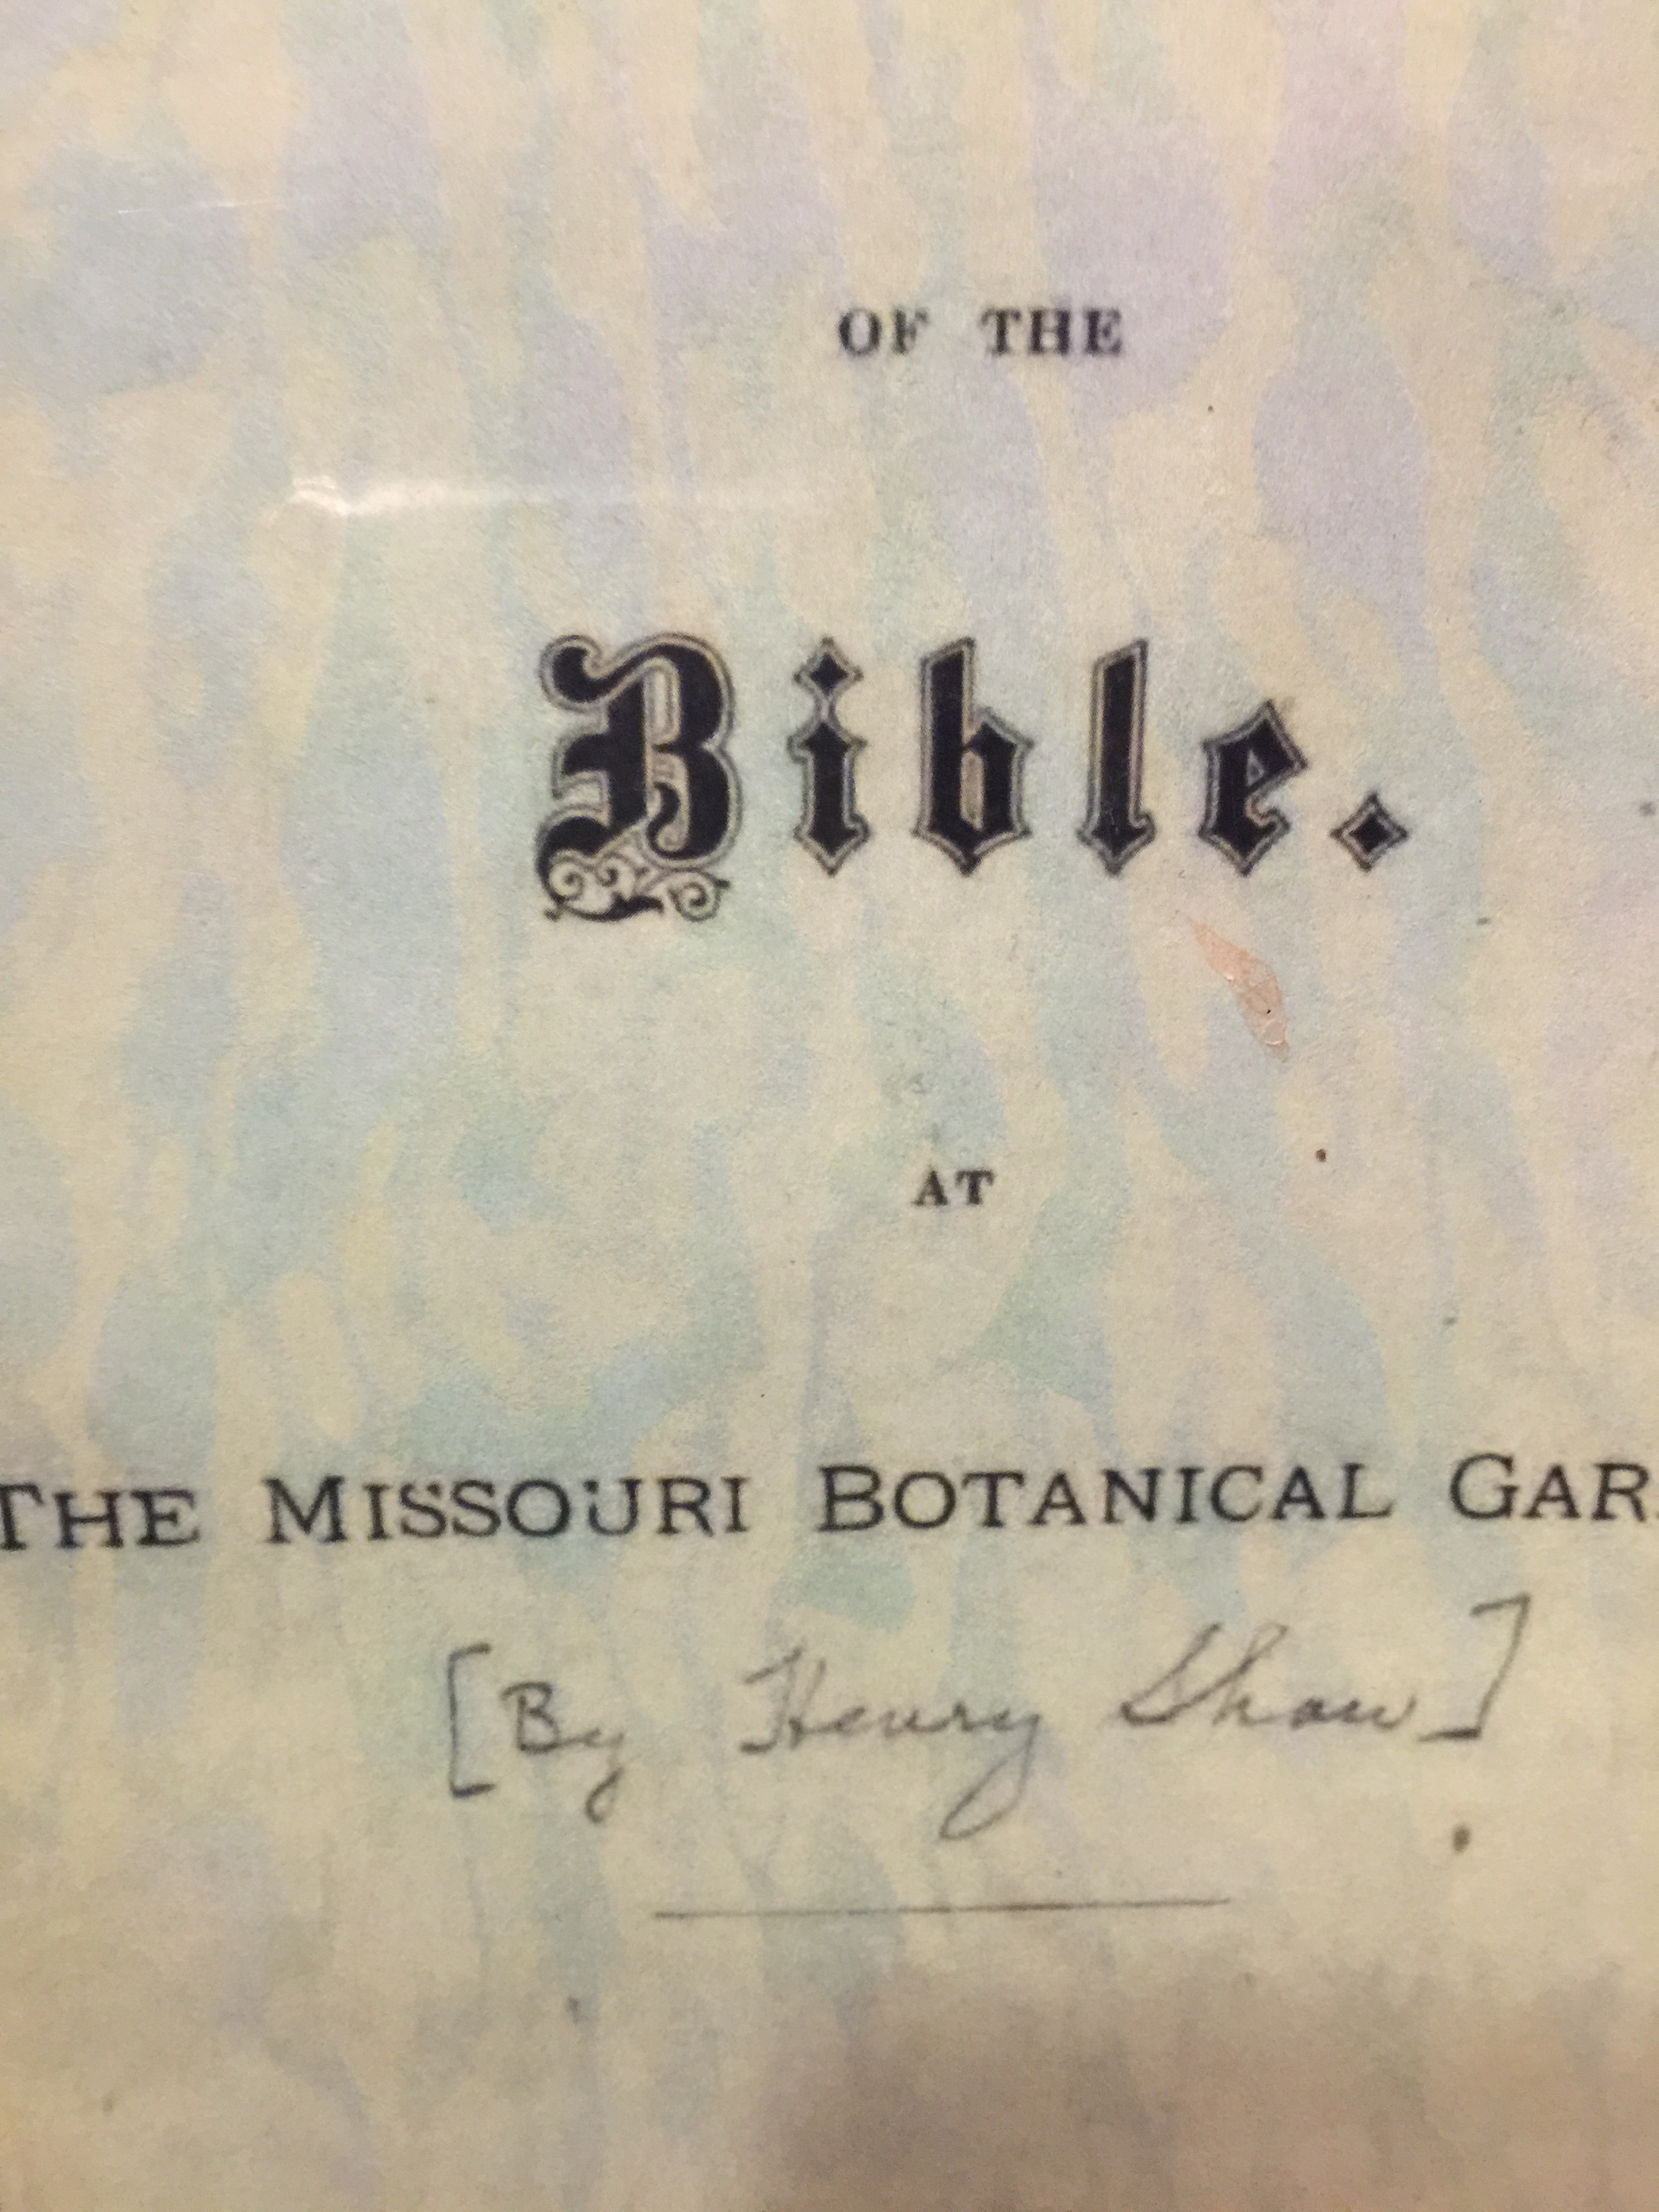 OF THE
Bible.
AT
THE MISSOURI BOTANICAL GAR
[By Henry Shaw]